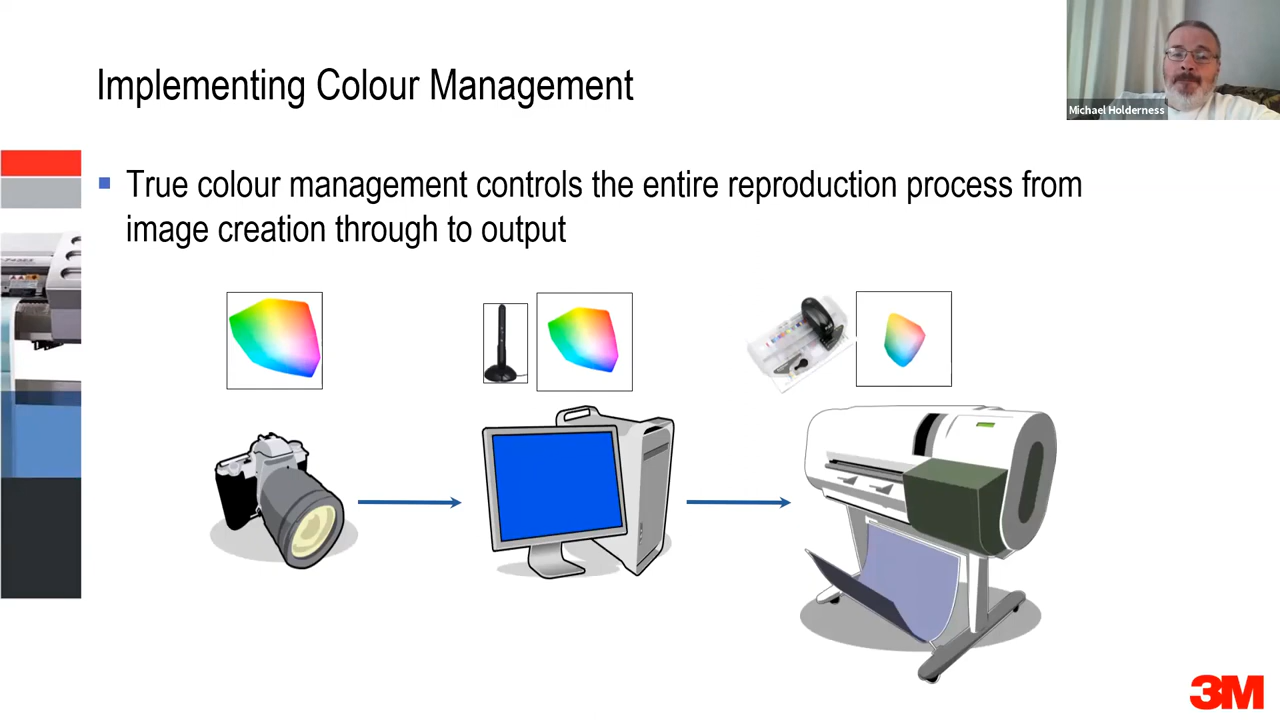 Implementing Colour Management
Michael Holderness
True colour management controls the entire reproduction process from
image creation through to output
3M